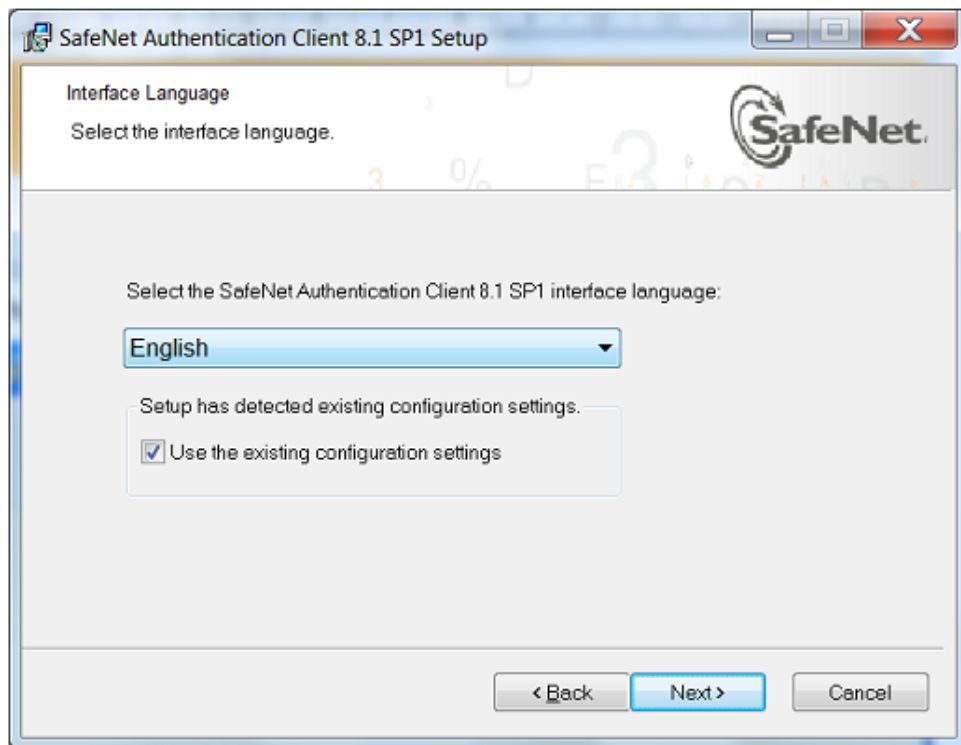 SafeNet Authentication Client 8.1 SP1 Setup
Interface Language
Select the interface language.
SafeNet.
Select the SafeNet Authentication Client 8.1 SP1 interface language:
English
Setup has detected existing configuration settings.
Use the existing configuration settings
< Back
Next >
Cancel